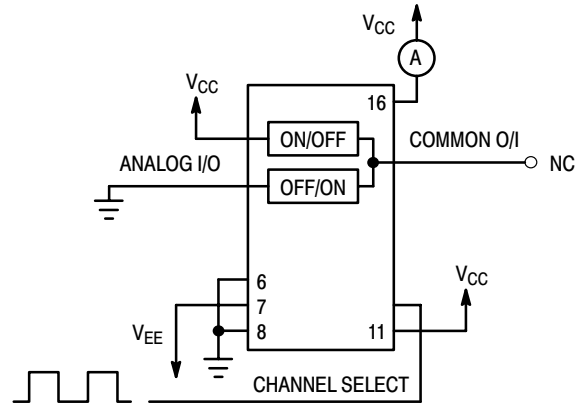 VCC
A
VCC
16
ON/OFF
COMMON O/I
NC
ANALOG I/O
OFF/ON
6
7
8
11
VCC
VEE
CHANNEL SELECT